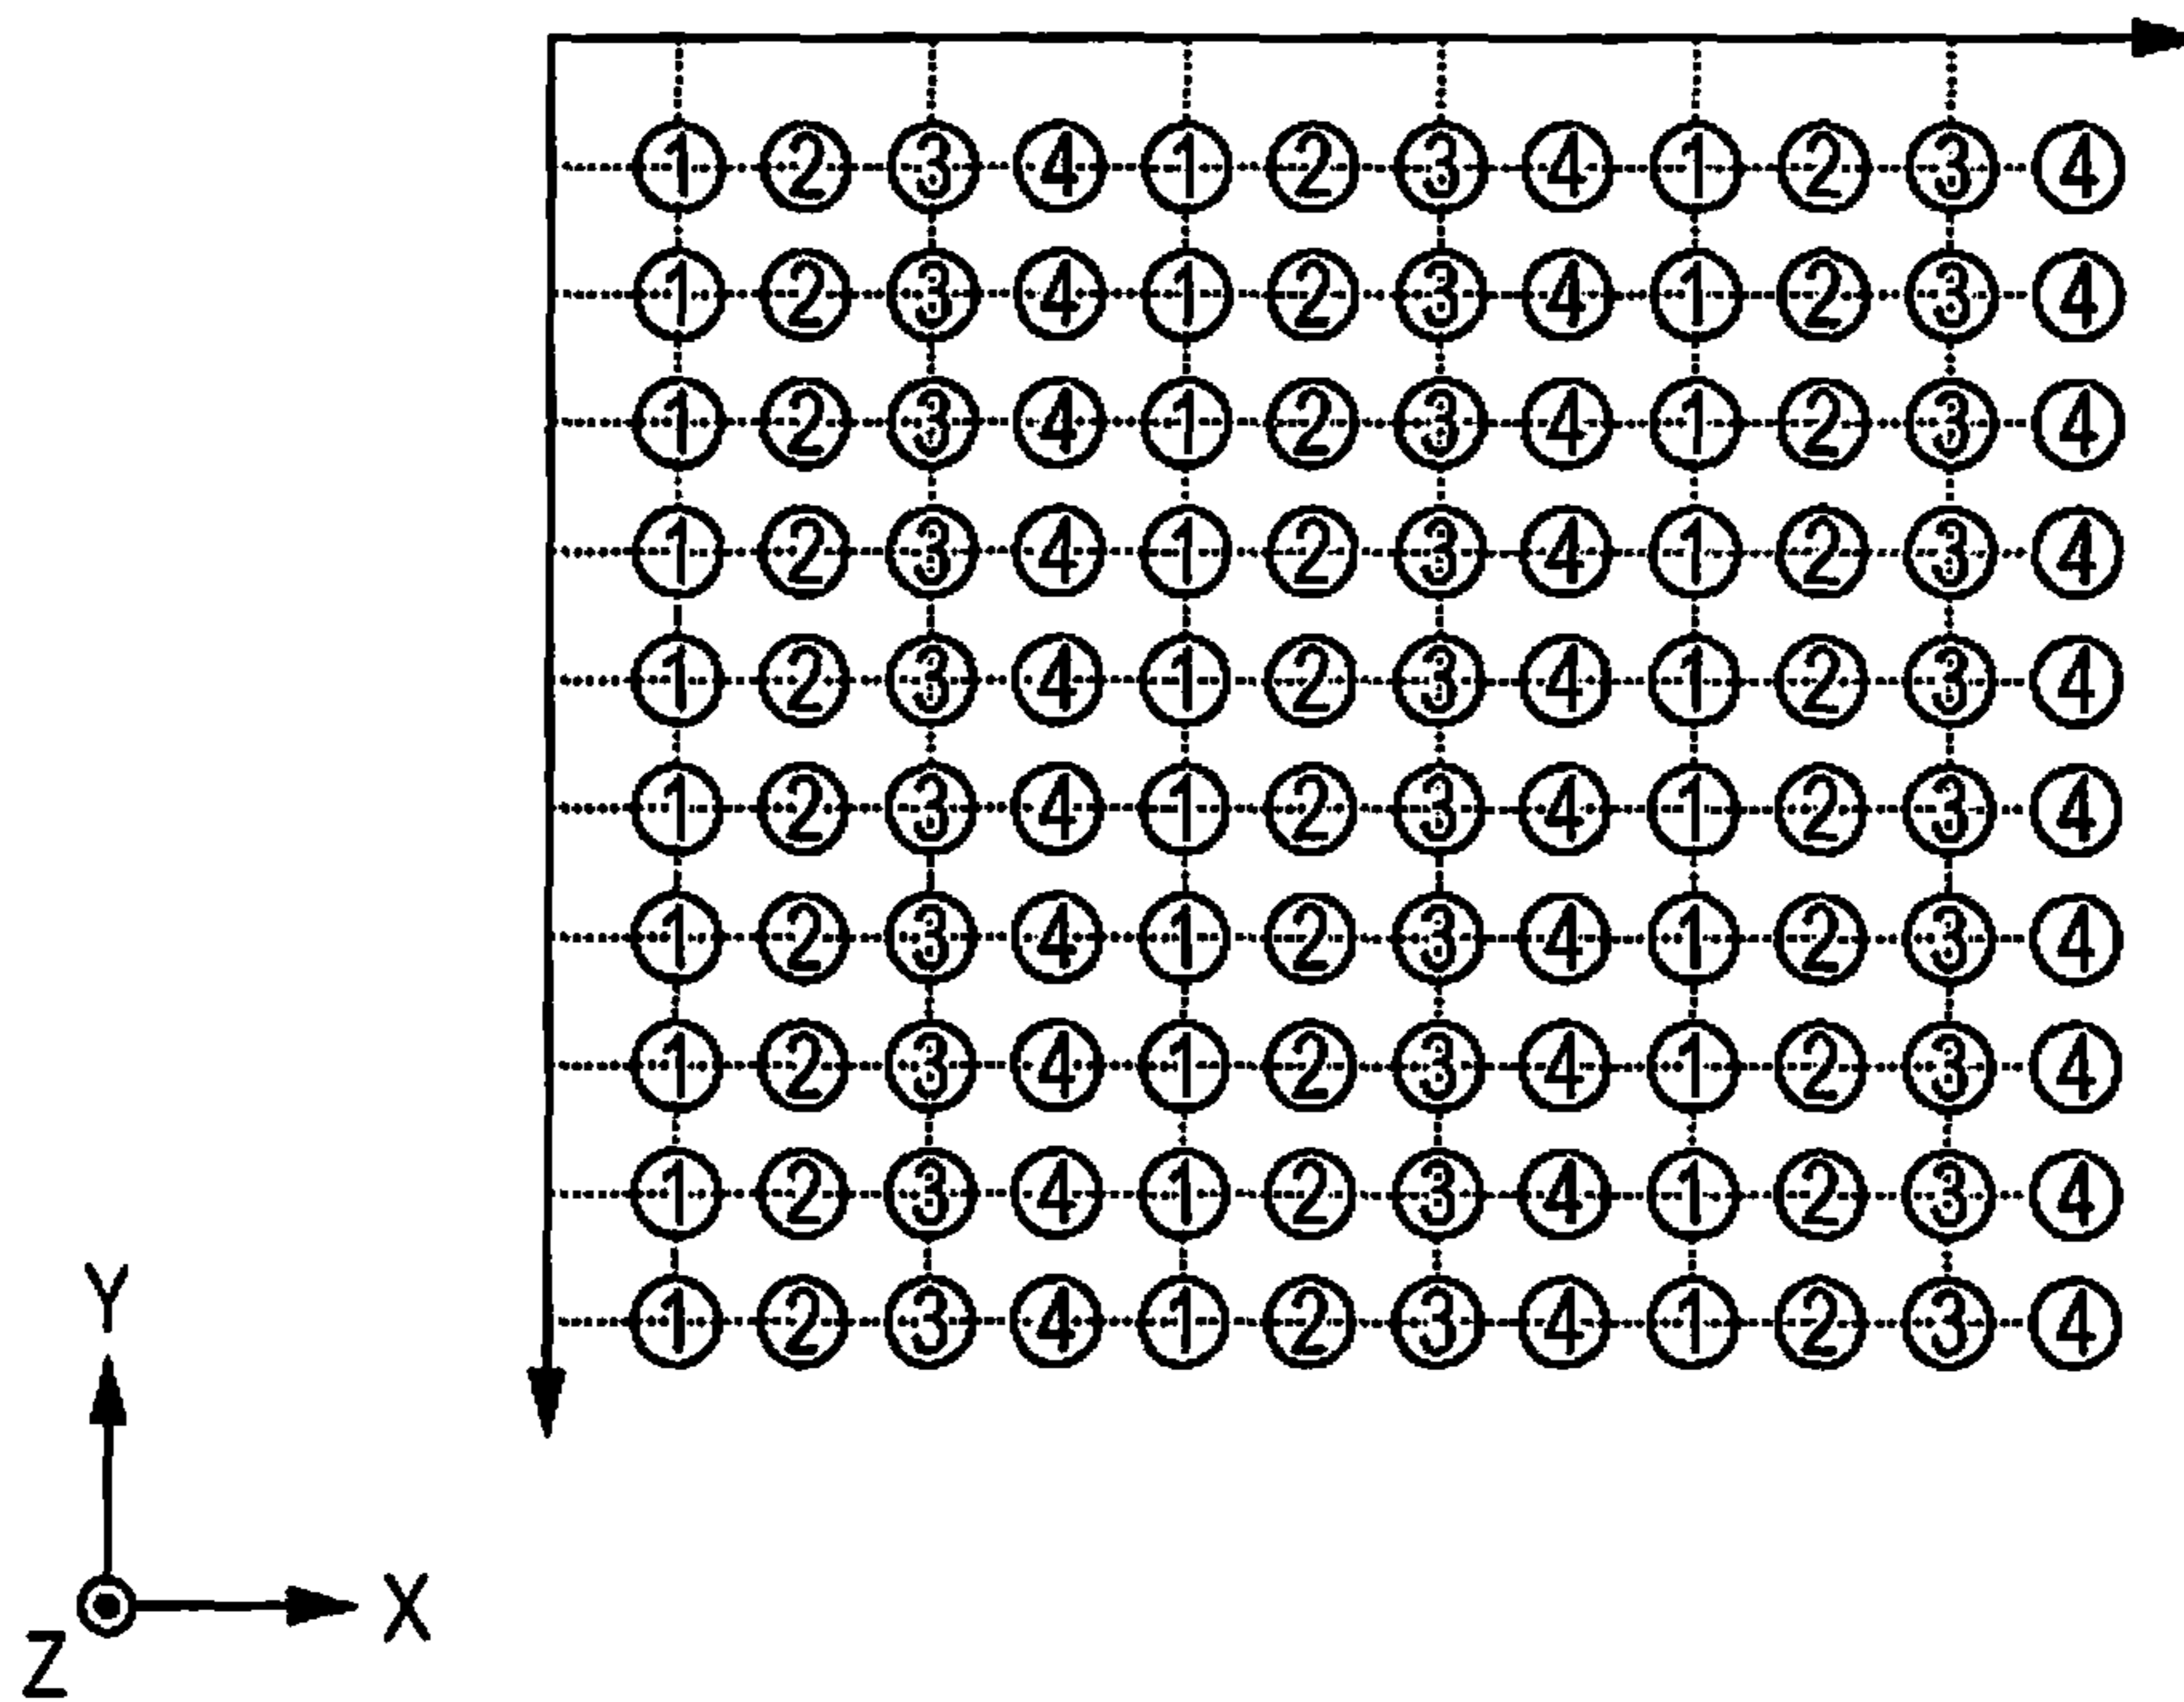 ① ② ③ ④ ① ② ③ ④ ① ② ③ ④
① ② ③ ④ ① ② ③ ④ ① ② ③ ④
① ② ③ ④ ① ② ③ ④ ① ② ③ ④
① ② ③ ④ ① ② ③ ④ ① ② ③ ④
① ② ③ ④ ① ② ③ ④ ① ② ③ ④
① ② ③ ④ ① ② ③ ④ ① ② ③ ④
① ② ③ ④ ① ② ③ ④ ① ② ③ ④
① ② ③ ④ ① ② ③ ④ ① ② ③ ④
① ② ③ ④ ① ② ③ ④ ① ② ③ ④
① ② ③ ④ ① ② ③ ④ ① ② ③ ④
Y
X
Z